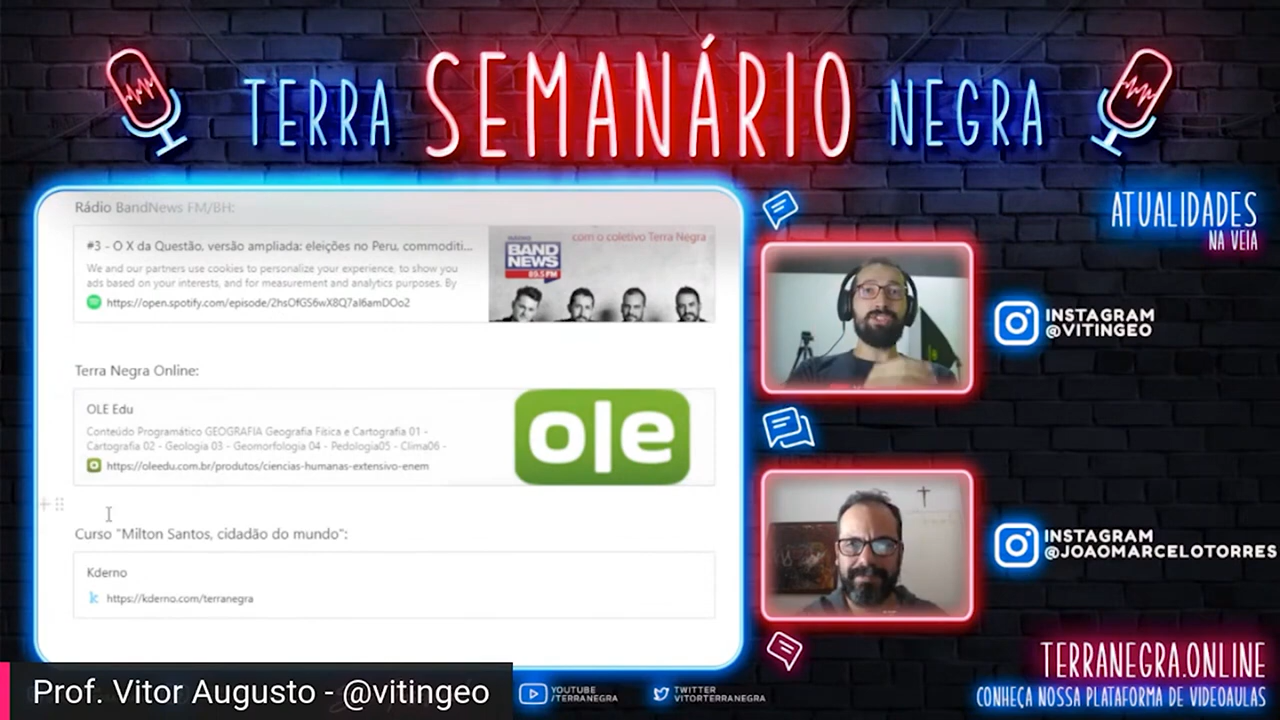 TERRA SEMANÁRIO NEGRA
Rádio BandNews FM/BH:
#3 - O X da Questão, versão ampliada: eleições no Peru, commoditi...
We and our partners use cookies to personalize your experience, to show you
ads based on your interests, and for measurement and analytics purposes. By
https://open.spotify.com/episode/2hsOfGS6wX8Q7al6amDOo2
com o coletivo Terra Negra
BAND
NEWS
89.5 FM
Terra Negra Online:
OLE Edu
Conteúdo Programático GEOGRAFIA Geografia Física e Cartografia 01 -
Cartografia 02 - Geologia 03 - Geomorfologia 04 - Pedologia05 - Clima06 -
https://oleedu.com.br/produtos/ciencias-humanas-extensivo-enem
ole
Curso "Milton Santos, cidadão do mundo":
Kderno
https://kderno.com/terranegra
ATUALIDADES
NA VEIA
INSTAGRAM
@VITINGEO
INSTAGRAM
@JOAOMARCELOTORRES
TERRANEGRA.ONLINE
CONHEÇA NOSSA PLATAFORMA DE VIDEOAULAS
Prof. Vitor Augusto - @vitingeo
YOUTUBE
/TERRANEGRA
TWITTER
VITORTERRANEGRA